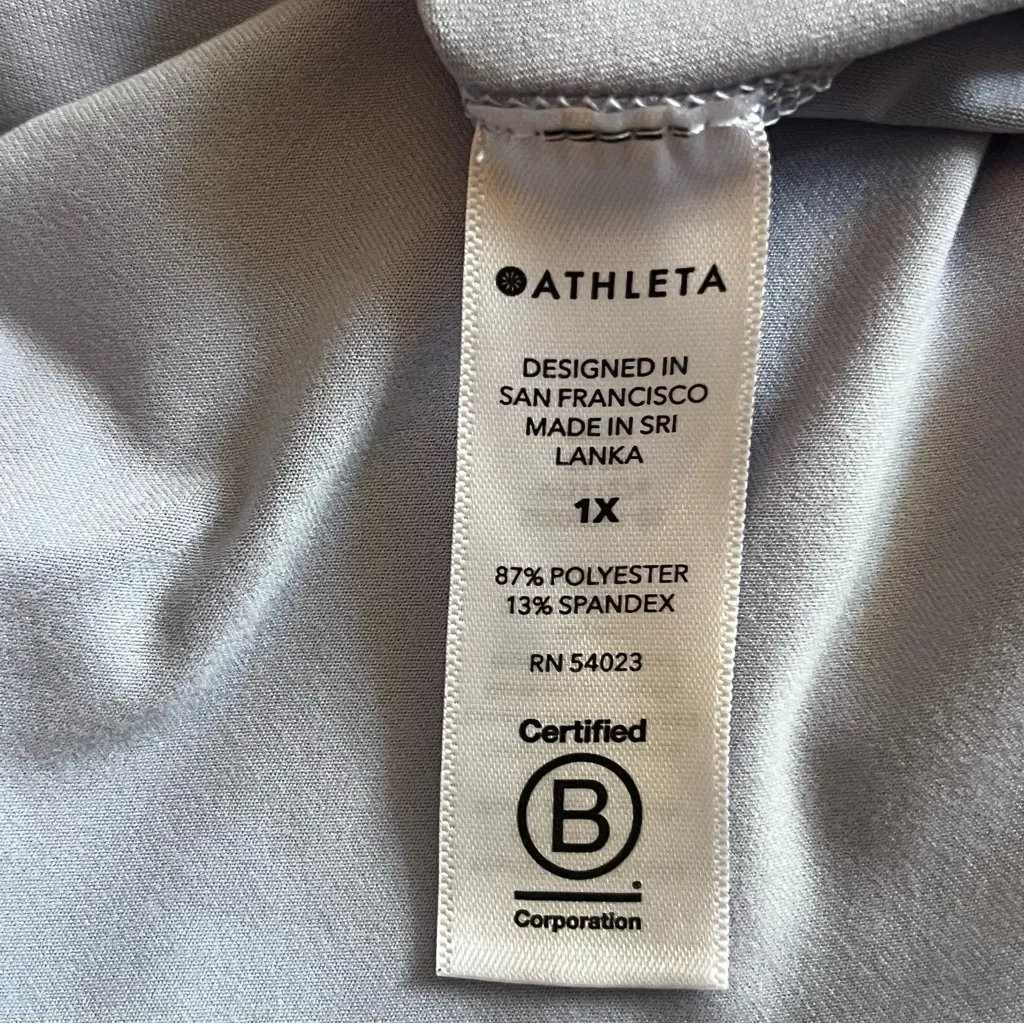 ATHLETA
DESIGNED IN
SAN FRANCISCO
MADE IN SRI
LANKA
1X
87% POLYESTER
13% SPANDEX
RN 54023
Certified
B
Corporation